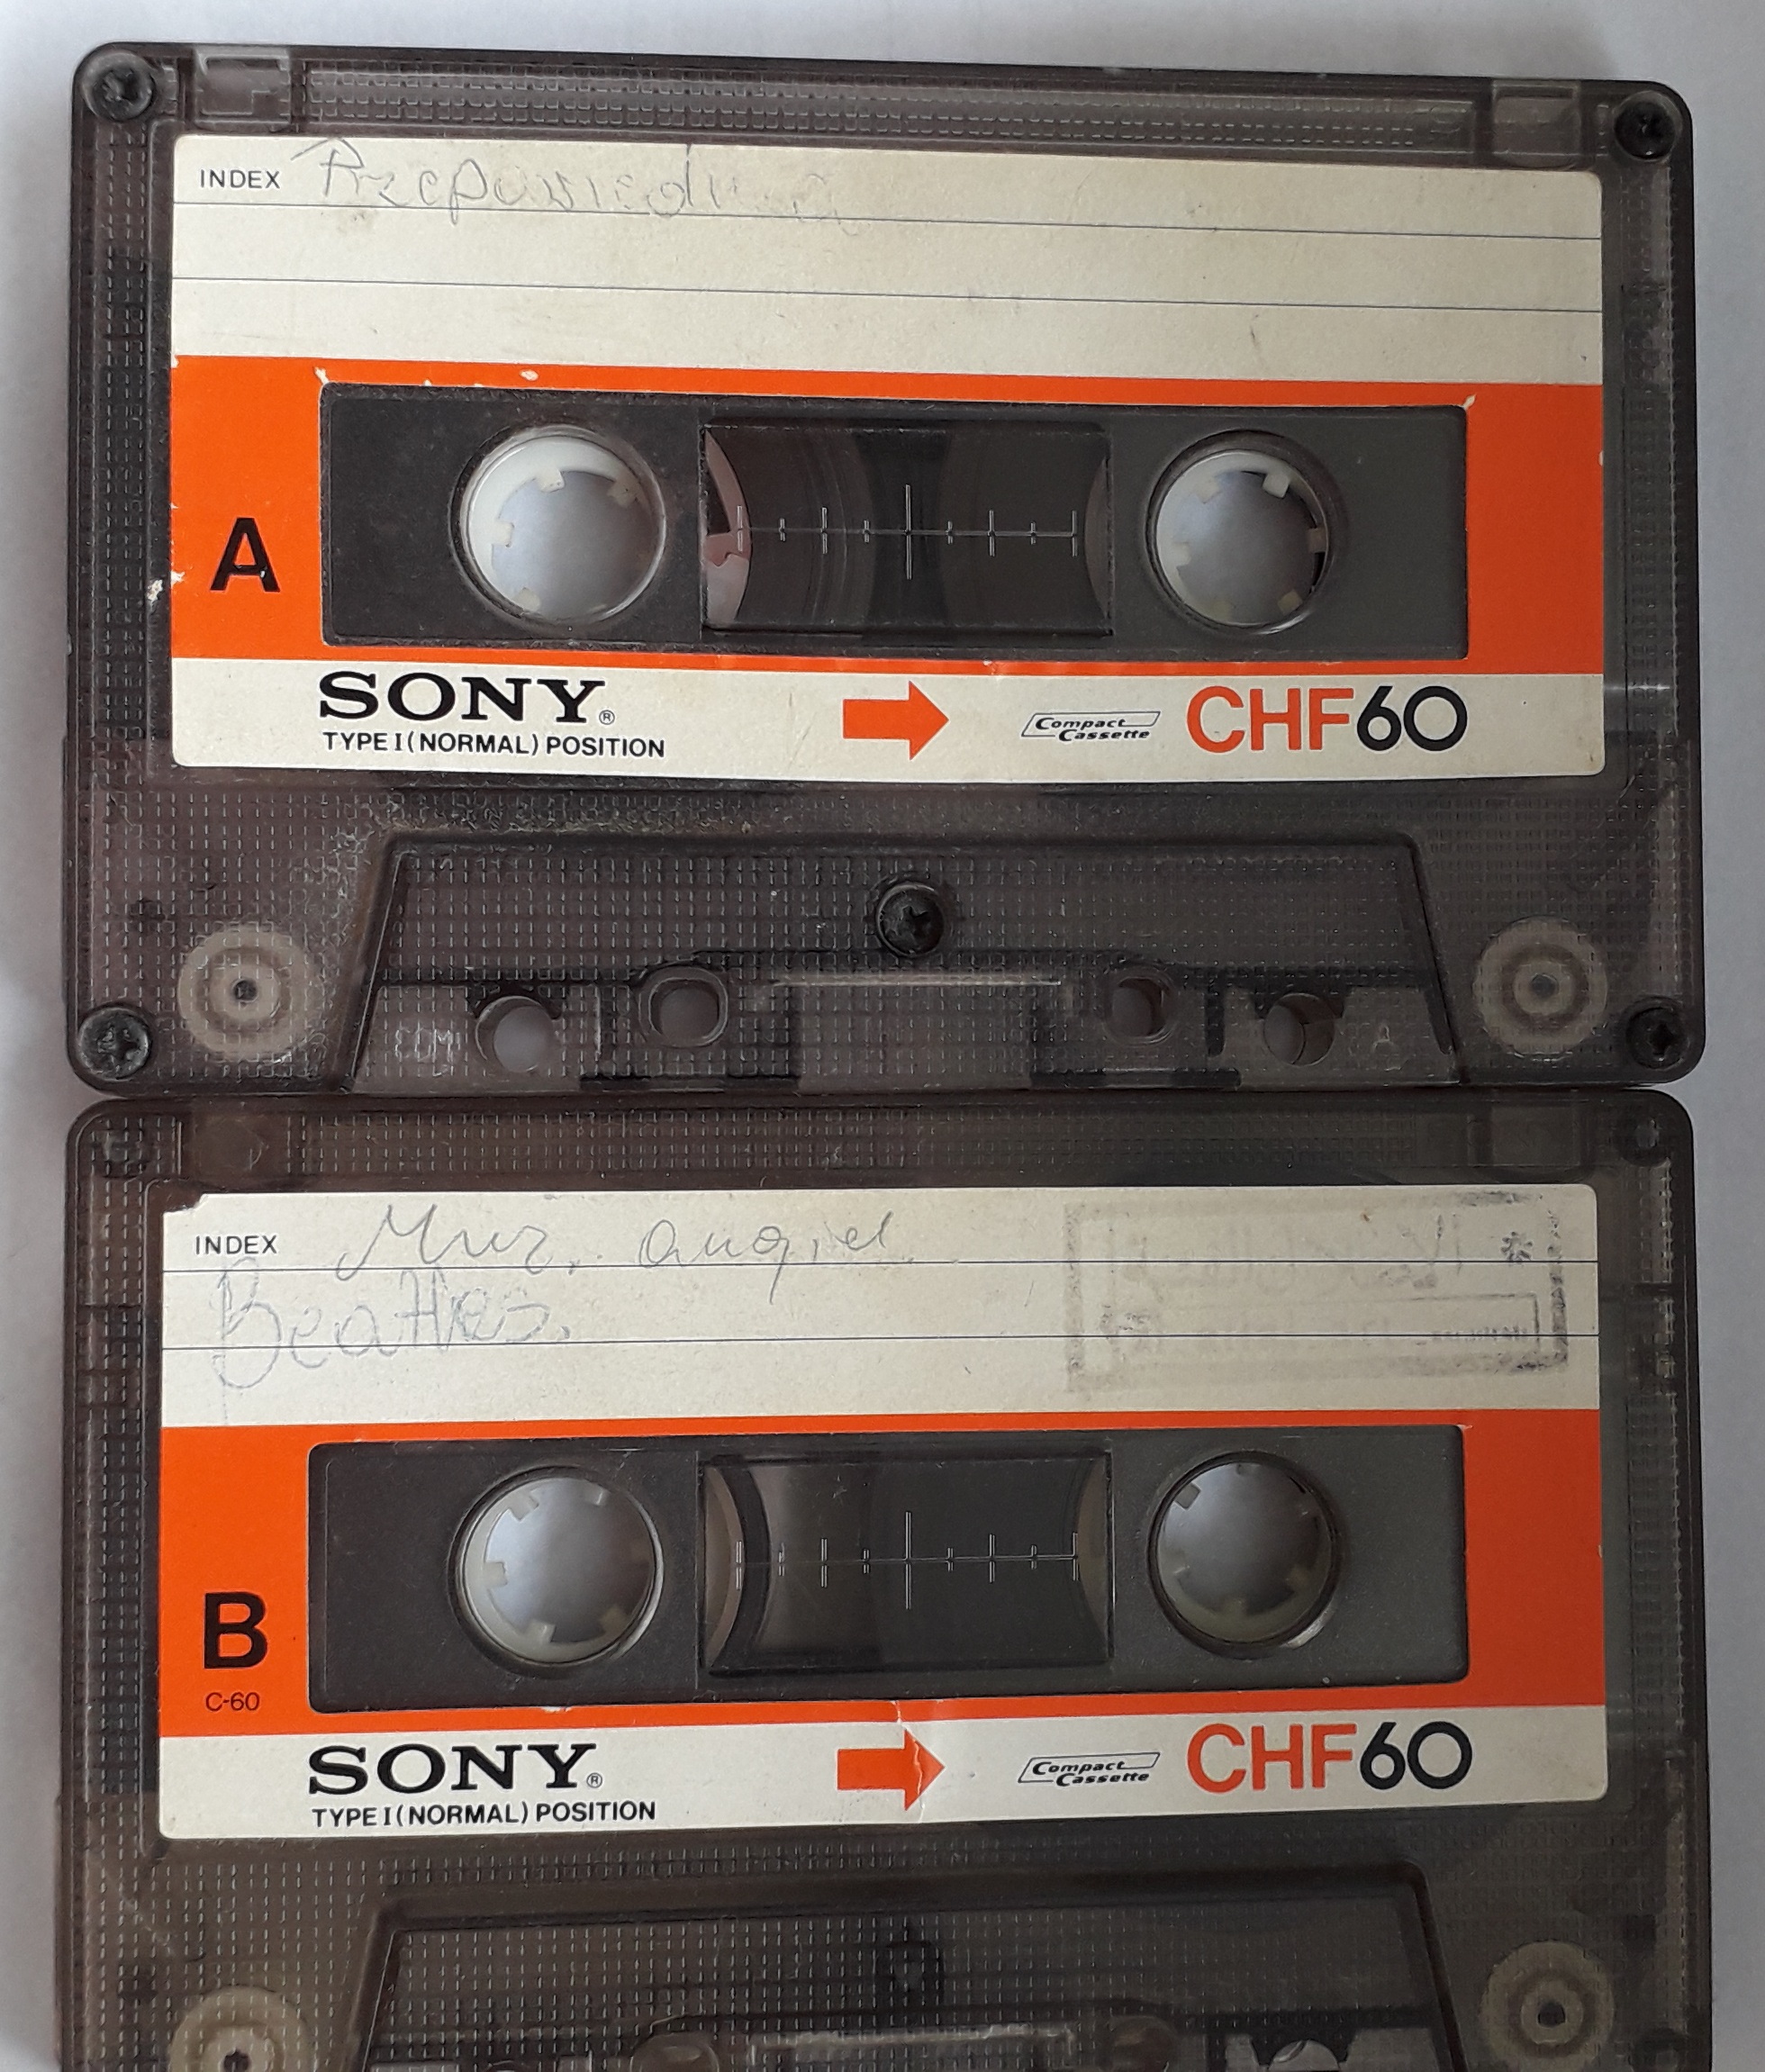 INDEX Przepowiednia
A
SONY®
TYPE I (NORMAL) POSITION
Compact Cassette
CHF60
INDEX Muz. angiel.
Beatles.
B
C-60
SONY®
TYPE I (NORMAL) POSITION
Compact Cassette
CHF60